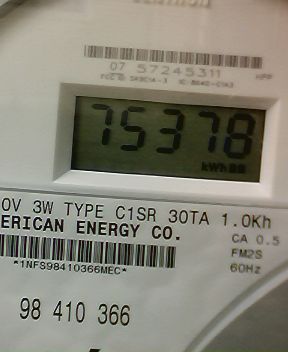 07 57245311
75378
kWh
0V 3W TYPE C1SR 30TA 1.0Kh
ERICAN ENERGY CO.
CA 0.5
FM2S
60Hz
*1NFS98410366MEC*
98 410 366